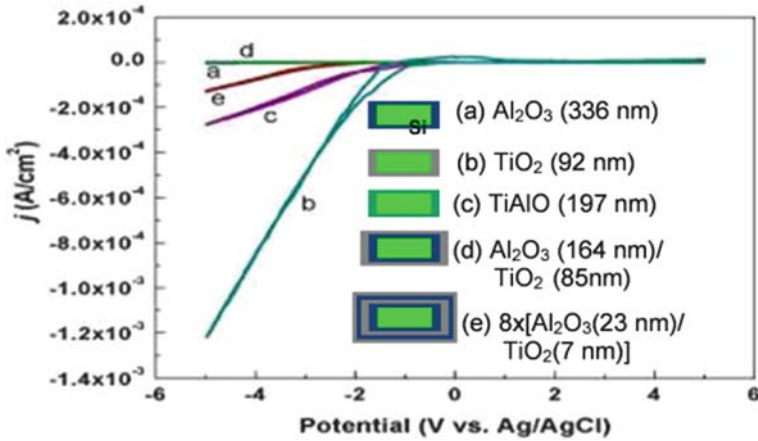 2.0x10⁻⁴
0.0
-2.0x10⁻⁴
-4.0x10⁻⁴
-6.0x10⁻⁴
-8.0x10⁻⁴
-1.0x10⁻³
-1.2x10⁻³
-1.4x10⁻³
j (A/cm²)
d
a
e
c
b
Si
(a) Al₂O₃ (336 nm)
(b) TiO₂ (92 nm)
(c) TiAlO (197 nm)
(d) Al₂O₃ (164 nm)/
TiO₂ (85nm)
(e) 8x[Al₂O₃(23 nm)/
TiO₂(7 nm)]
-6 -4 -2 0 2 4 6
Potential (V vs. Ag/AgCl)